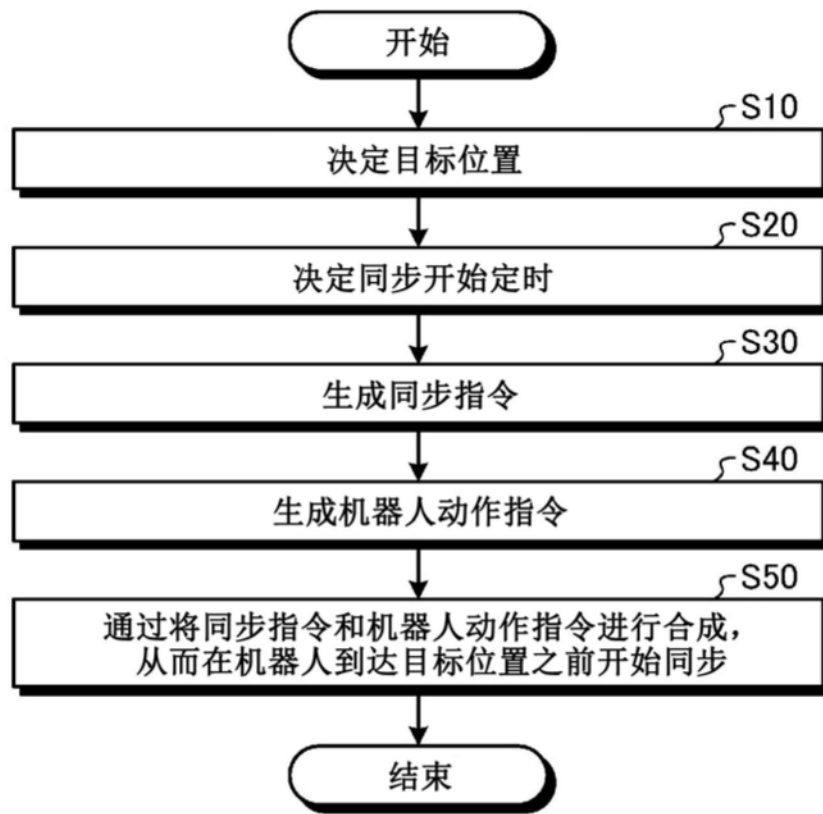 开始
S10
决定目标位置
S20
决定同步开始定时
S30
生成同步指令
S40
生成机器人动作指令
S50
通过将同步指令和机器人动作指令进行合成，
从而在机器人到达目标位置之前开始同步
结束